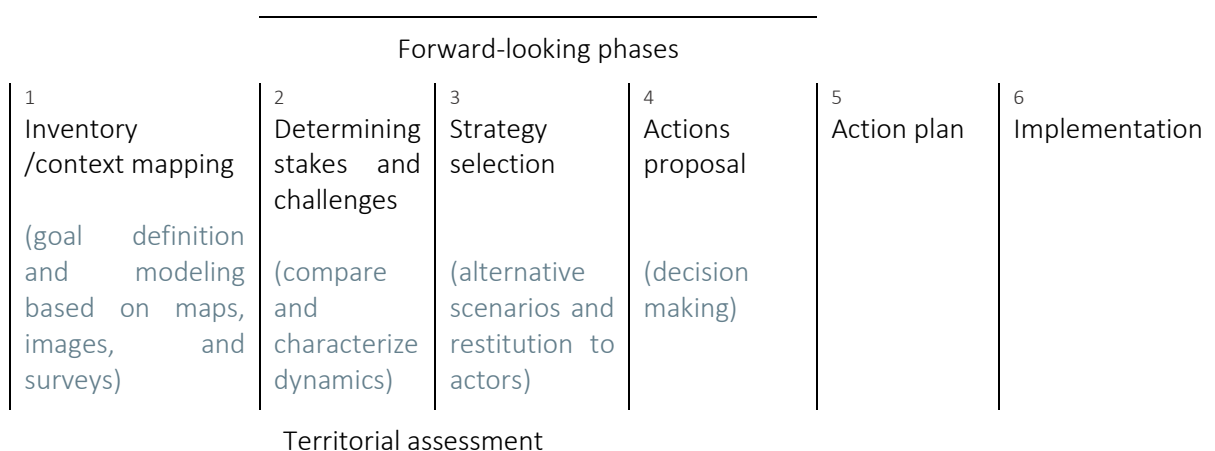 Forward-looking phases
1
Inventory
/context mapping
(goal definition
and modeling
based on maps,
images, and
surveys)
2
Determining
stakes and
challenges
(compare
and
characterize
dynamics)
3
Strategy
selection
(alternative
scenarios and
restitution to
actors)
4
Actions
proposal
(decision
making)
5
Action plan
6
Implementation
Territorial assessment